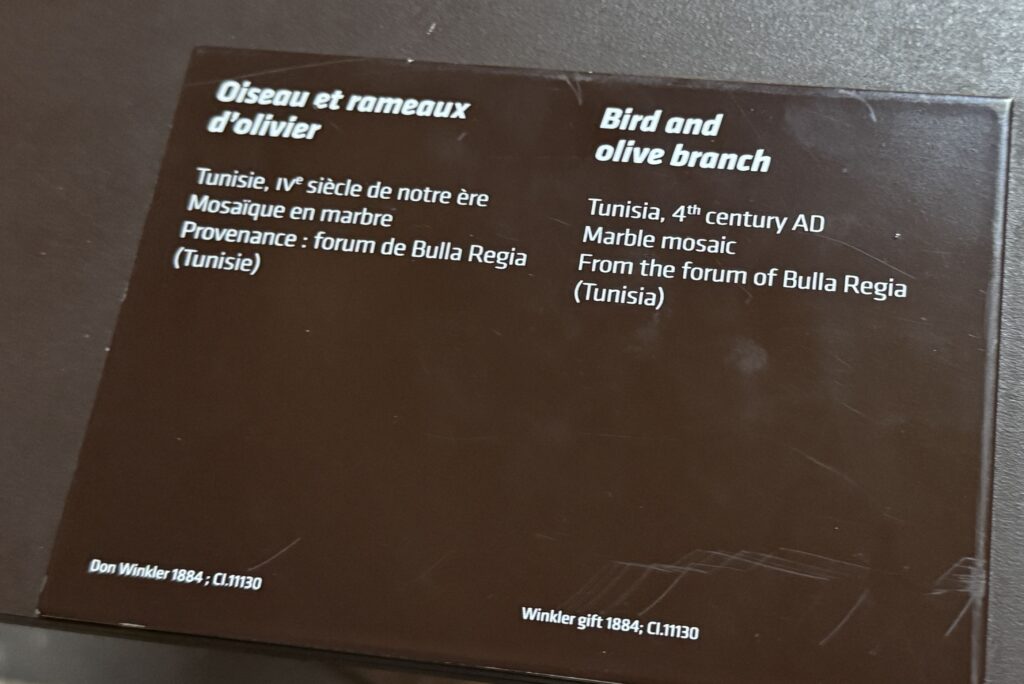 Oiseau et rameaux
d'olivier
Tunisie, IVe siècle de notre ère
Mosaïque en marbre
Provenance : forum de Bulla Regia
(Tunisie)
Don Winkler 1884 ; Cl.11130
Bird and
olive branch
Tunisia, 4th century AD
Marble mosaic
From the forum of Bulla Regia
(Tunisia)
Winkler gift 1884; Cl.11130